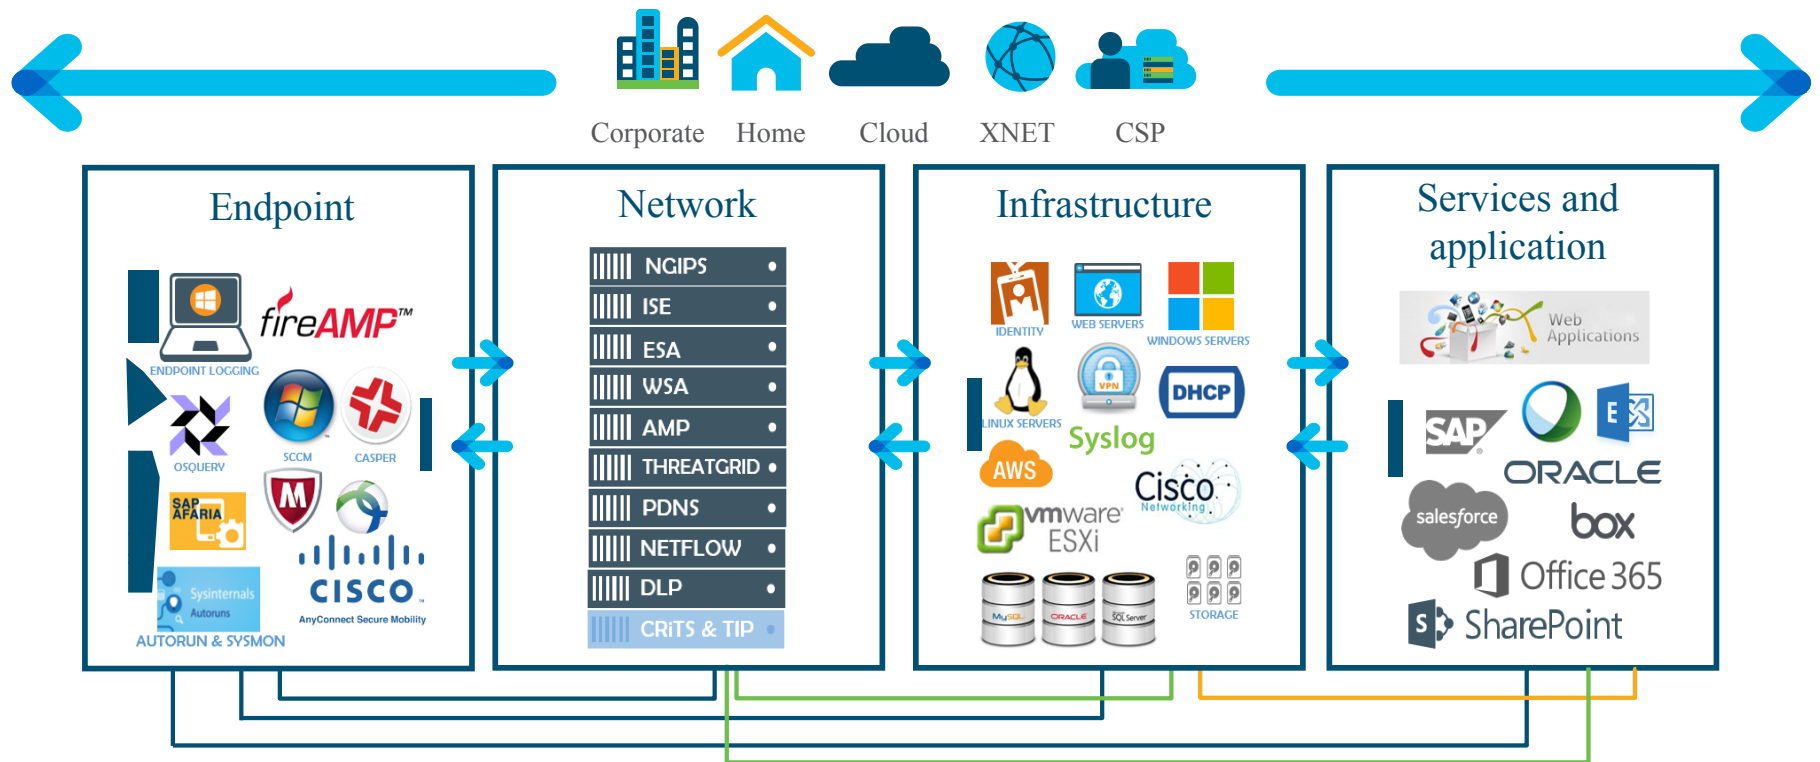 Corporate
Home
Cloud
XNET
CSP
Endpoint
ENDPOINT LOGGING
fireAMP™
OSQUERY
SCCM
CASPER
SAP
AFARIA
M
Sysinternals
Autoruns
AUTORUN & SYSMON
CISCO
AnyConnect Secure Mobility
Network
NGIPS
ISE
ESA
WSA
AMP
THREATGRID
PDNS
NETFLOW
DLP
CRiTS & TIP
Infrastructure
IDENTITY
WEB SERVERS
WINDOWS SERVERS
LINUX SERVERS
VPN
DHCP
Syslog
AWS
Cisco
Networking
vmware
ESXi
MySQL
ORACLE
SQL Server
STORAGE
Services and
application
Web
Applications
SAP
E
ORACLE
salesforce
box
Office 365
S SharePoint